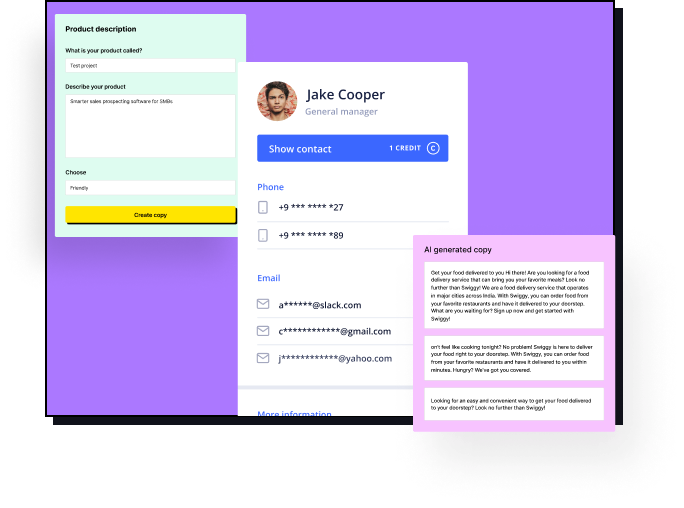 Product description
What is your product called?
Test project
Describe your product
Smarter sales prospecting software for SMBs
Choose
Friendly
Create copy
Jake Cooper
General manager
Show contact
1 CREDIT C
Phone
+9 *** **** *27
+9 *** **** *89
Email
a******@slack.com
c************@gmail.com
j************@yahoo.com
More information
AI generated copy
Get your food delivered to you Hi there! Are you looking for a food
delivery service that can bring you your favorite meals? Look no
further than Swiggy! We are a food delivery service that operates
in major cities across India. With Swiggy, you can order food from
your favorite restaurants and have it delivered to your doorstep.
What are you waiting for? Sign up now and get started with
Swiggy!
on't feel like cooking tonight? No problem! Swiggy is here to deliver
your food right to your doorstep. With Swiggy, you can order food
from your favorite restaurants and have it delivered to you within
minutes. Hungry? We've got you covered.
Looking for an easy and convenient way to get your food delivered
to your doorstep? Look no further than Swiggy!